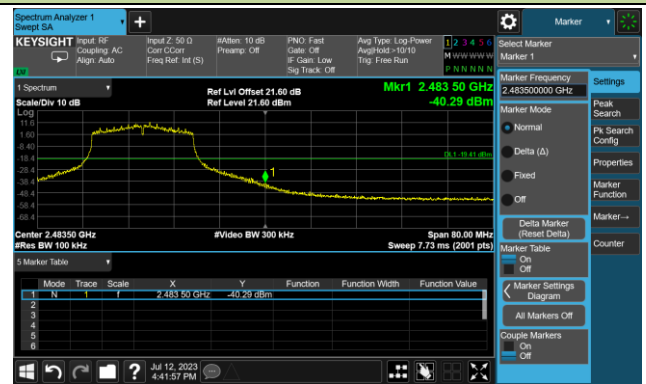 Spectrum Analyzer 1
Swept SA
+
Marker
KEYSIGHT
Input: RF
Coupling: AC
Align: Auto
Input Z: 50 Ω
Corr CCorr
Freq Ref: Int (S)
#Atten: 10 dB
Preamp: Off
PNO: Fast
Gate: Off
IF Gain: Low
Sig Track: Off
Avg Type: Log-Power
Avg|Hold:>10/10
Trig: Free Run
1 2 3 4 5 6
M W W W W W
P N N N N N
Select Marker
Marker 1
1 Spectrum
Scale/Div 10 dB
Log
Ref Lvl Offset 21.60 dB
Ref Level 21.60 dBm
Mkr1 2.483 50 GHz
-40.29 dBm
11.6
1.60
-8.40
-18.4
-28.4
-38.4
-48.4
-58.4
-68.4
DL1 -19.41 dBm
1
Center 2.48350 GHz
#Res BW 100 kHz
#Video BW 300 kHz
Span 80.00 MHz
Sweep 7.73 ms (2001 pts)
5 Marker Table
Mode Trace Scale X Y Function Function Width Function Value
1 N 1 f 2.483 50 GHz -40.29 dBm
2
3
4
5
6
Marker Frequency
2.483500000 GHz
Marker Mode
Normal
Delta (Δ)
Fixed
Off
Delta Marker
(Reset Delta)
Marker Table
On
Off
Marker Settings
Diagram
All Markers Off
Couple Markers
On
Off
Settings
Peak
Search
Pk Search
Config
Properties
Marker
Function
Marker→
Counter
?
Jul 12, 2023
4:41:57 PM